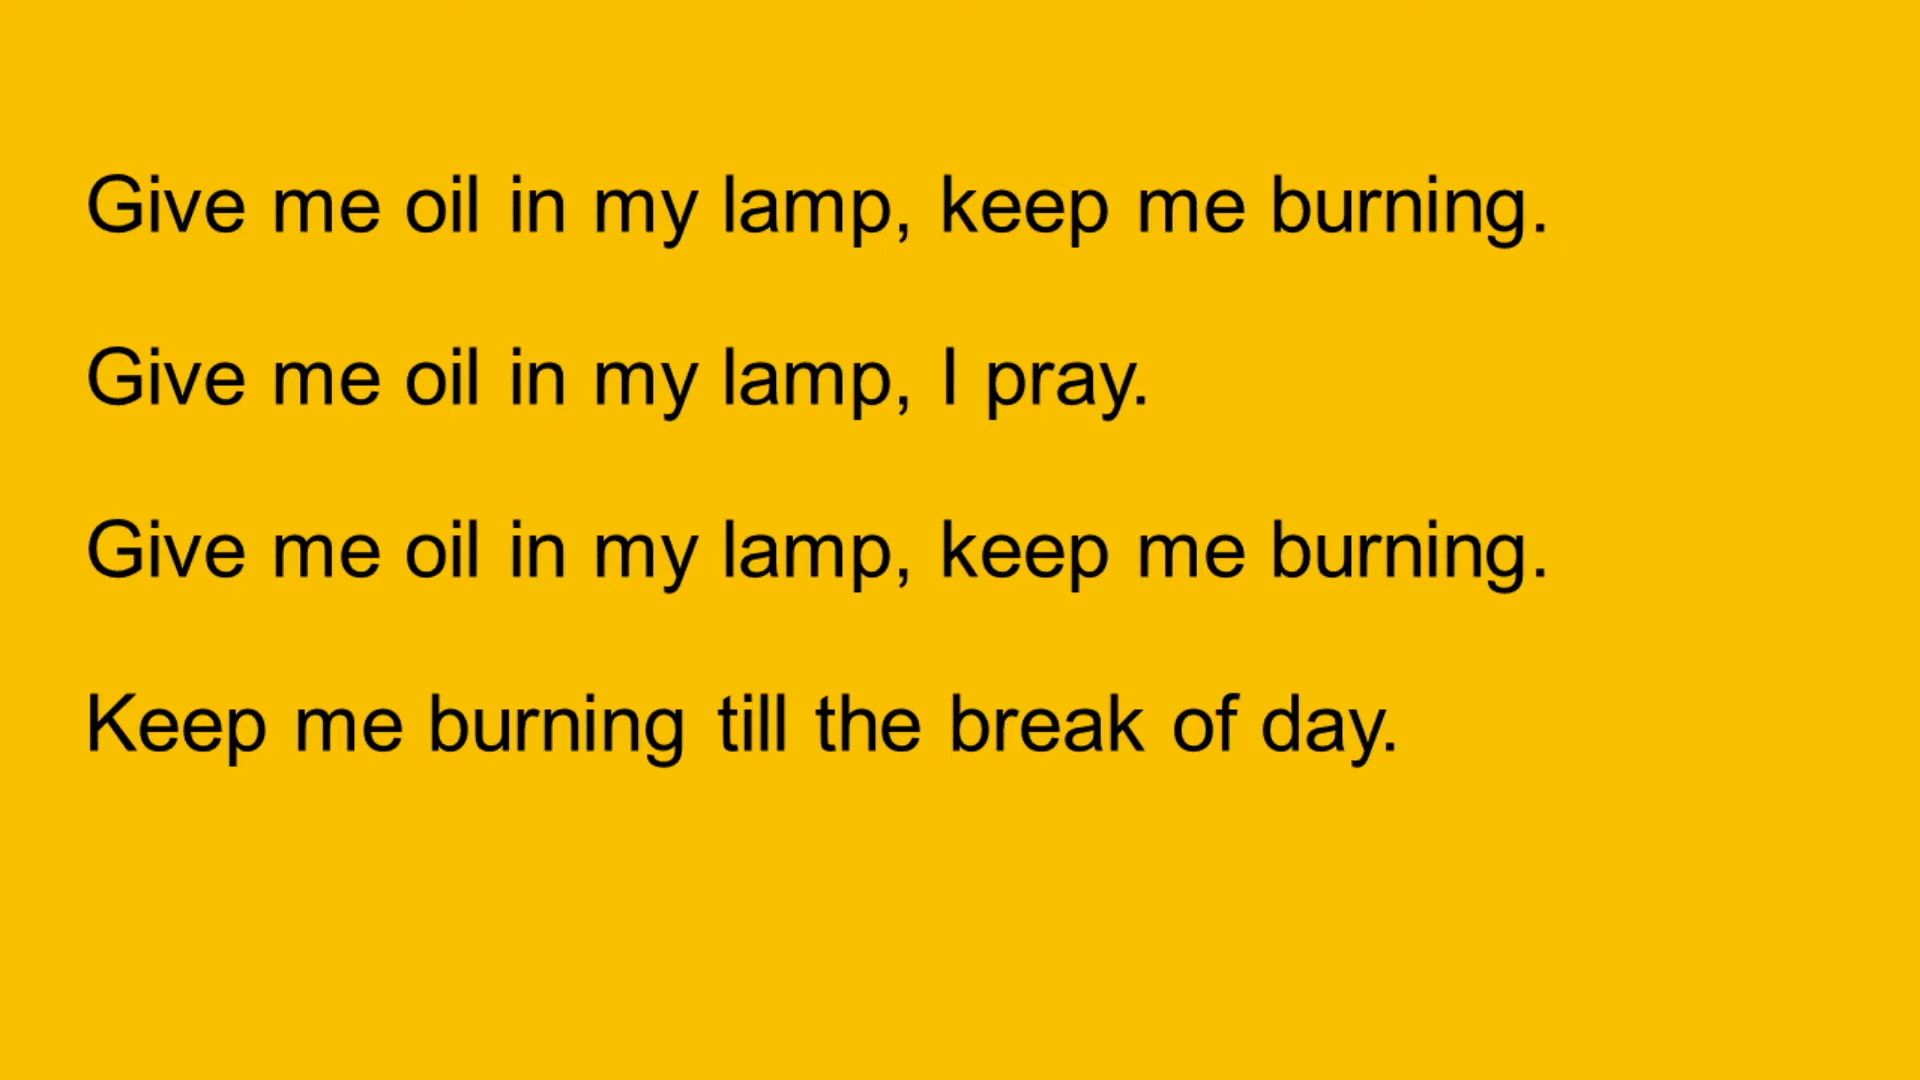 Give me oil in my lamp, keep me burning.
Give me oil in my lamp, I pray.
Give me oil in my lamp, keep me burning.
Keep me burning till the break of day.